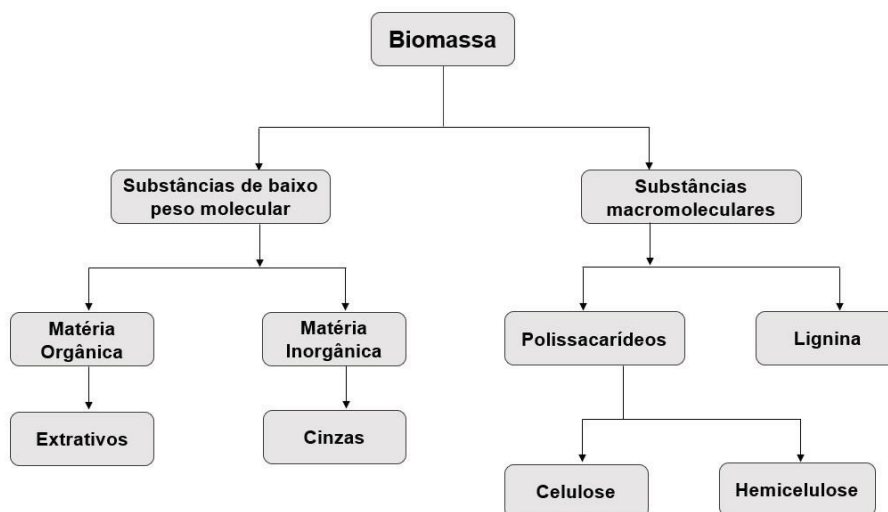 Biomassa
Substâncias de baixo
peso molecular
Substâncias
macromoleculares
Matéria
Orgânica
Matéria
Inorgânica
Polissacarídeos
Lignina
Extrativos
Cinzas
Celulose
Hemicelulose